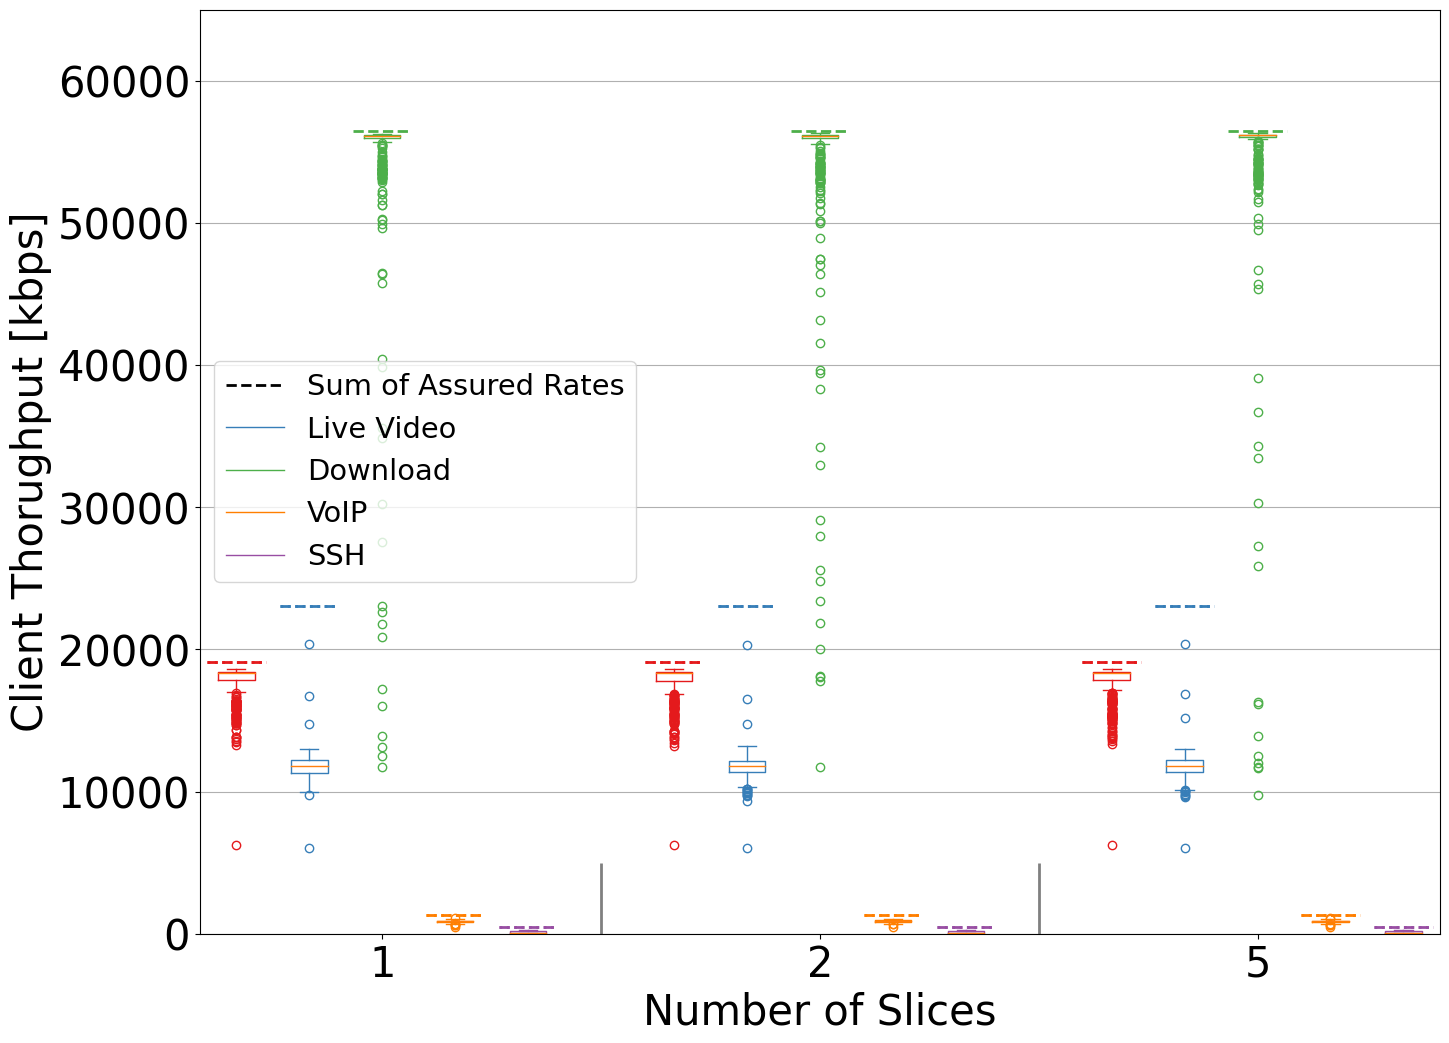 Client Thorughput [kbps]
60000
50000
40000
30000
20000
10000
0
Sum of Assured Rates
Live Video
Download
VoIP
SSH
1
2
5
Number of Slices